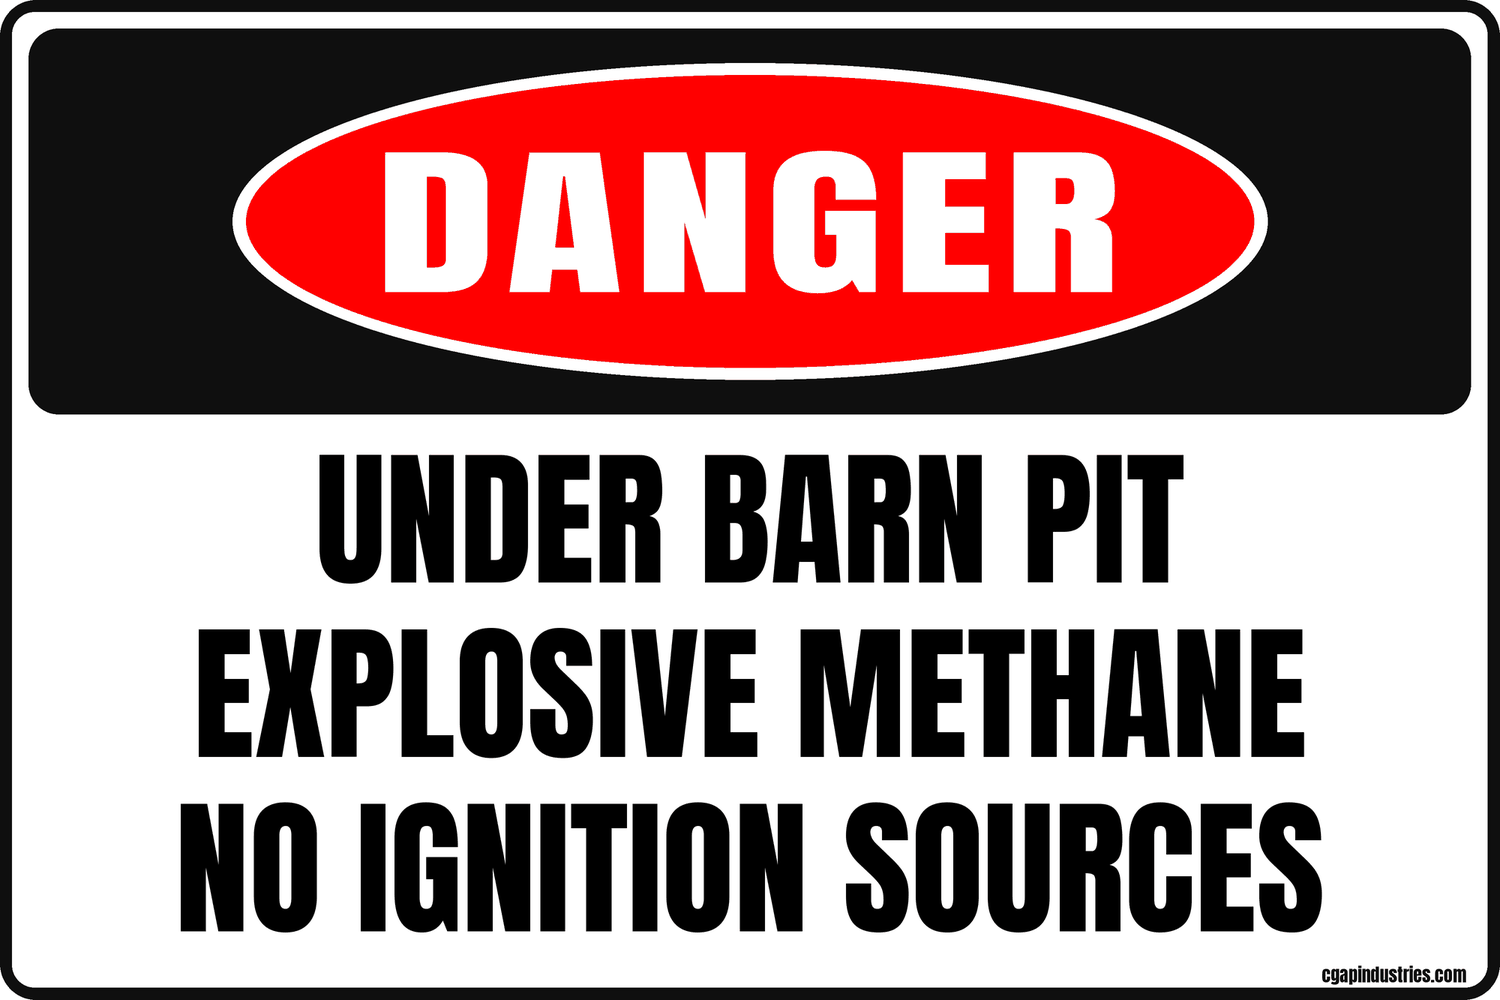 DANGER
UNDER BARN PIT
EXPLOSIVE METHANE
NO IGNITION SOURCES
cgapindustries.com